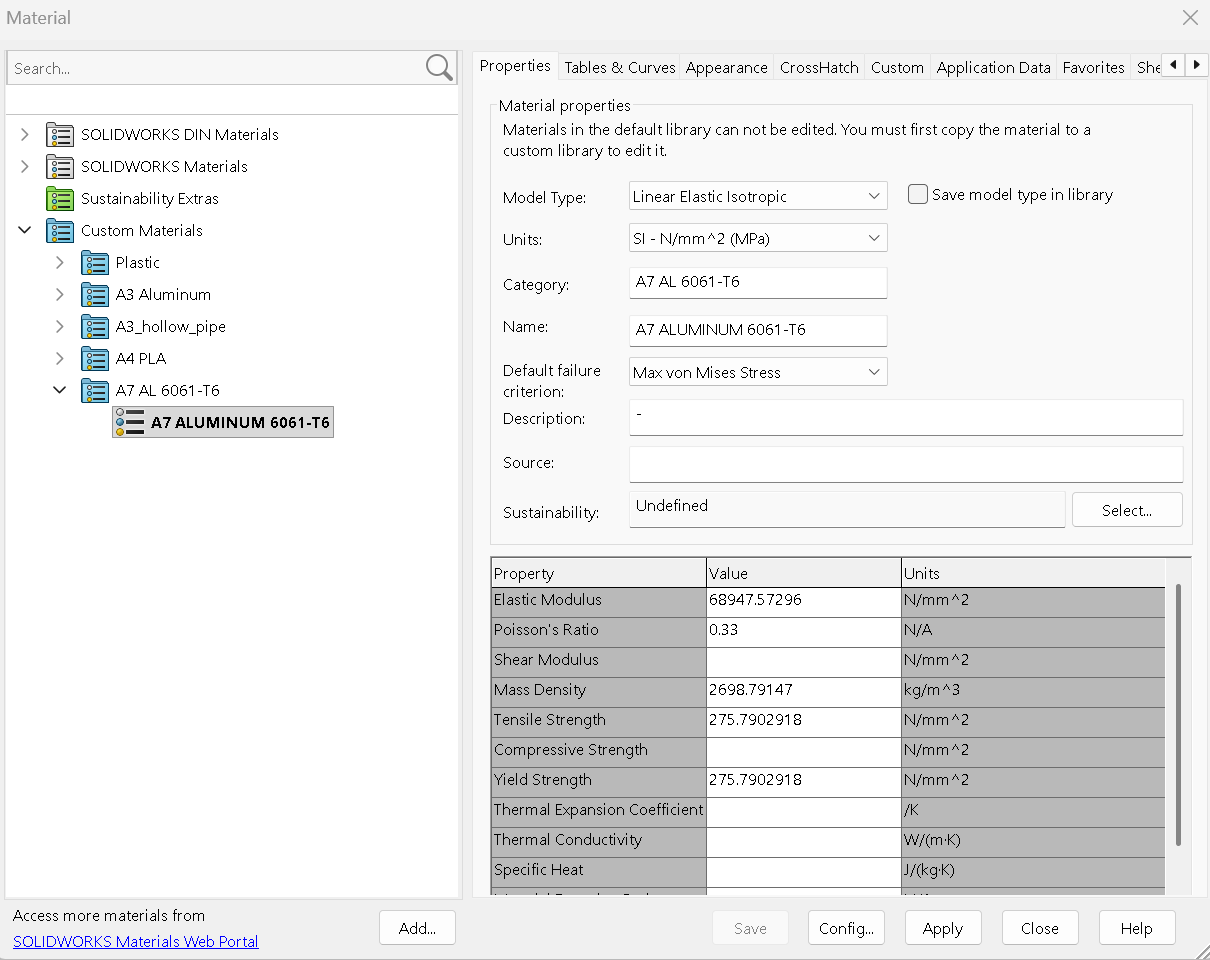 Material
Search...
SOLIDWORKS DIN Materials
SOLIDWORKS Materials
Sustainability Extras
Custom Materials
Plastic
A3 Aluminum
A3_hollow_pipe
A4 PLA
A7 AL 6061-T6
A7 ALUMINUM 6061-T6
Access more materials from
SOLIDWORKS Materials Web Portal
Add...
Properties Tables & Curves Appearance CrossHatch Custom Application Data Favorites She
Material properties
Materials in the default library can not be edited. You must first copy the material to a
custom library to edit it.
Model Type: Linear Elastic Isotropic Save model type in library
Units: SI - N/mm^2 (MPa)
Category: A7 AL 6061-T6
Name: A7 ALUMINUM 6061-T6
Default failure
criterion: Max von Mises Stress
Description: -
Source:
Sustainability: Undefined Select...
Property Value Units
Elastic Modulus 68947.57296 N/mm^2
Poisson's Ratio 0.33 N/A
Shear Modulus N/mm^2
Mass Density 2698.79147 kg/m^3
Tensile Strength 275.7902918 N/mm^2
Compressive Strength N/mm^2
Yield Strength 275.7902918 N/mm^2
Thermal Expansion Coefficient /K
Thermal Conductivity W/(m·K)
Specific Heat J/(kg·K)
Save Config... Apply Close Help